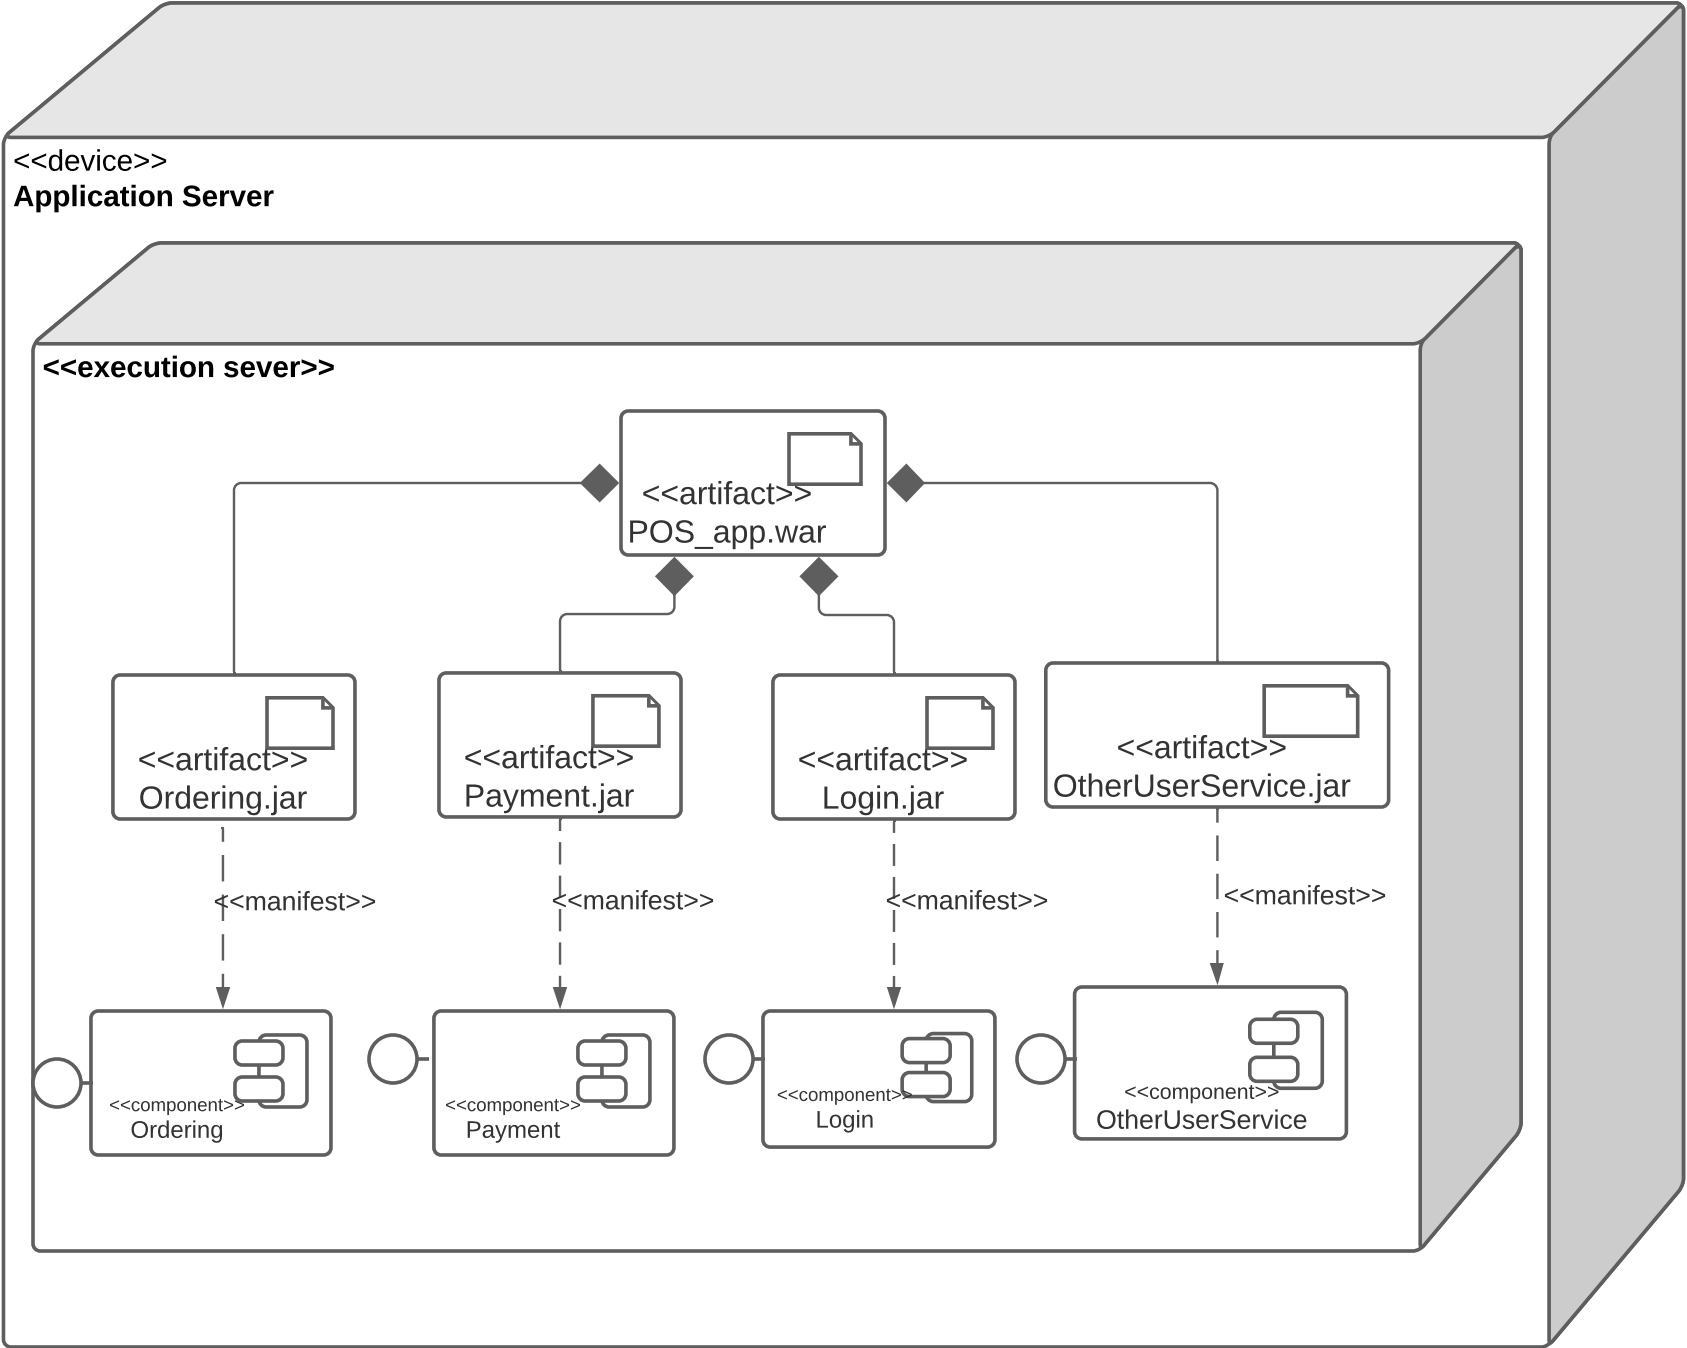 <<device>>
Application Server
<<execution sever>>
<<artifact>>
POS_app.war
<<artifact>>
Ordering.jar
<<artifact>>
Payment.jar
<<artifact>>
Login.jar
<<artifact>>
OtherUserService.jar
<<manifest>>
<<manifest>>
<<manifest>>
<<manifest>>
<<component>>
Ordering
<<component>>
Payment
<<component>>
Login
<<component>>
OtherUserService